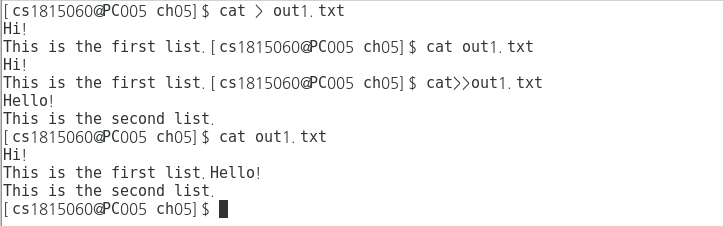 [cs1815060@PC005 ch05]$ cat > out1.txt
Hi!
This is the first list.[cs1815060@PC005 ch05]$ cat out1.txt
Hi!
This is the first list.[cs1815060@PC005 ch05]$ cat>>out1.txt
Hello!
This is the second list.
[cs1815060@PC005 ch05]$ cat out1.txt
Hi!
This is the first list.Hello!
This is the second list.
[cs1815060@PC005 ch05]$